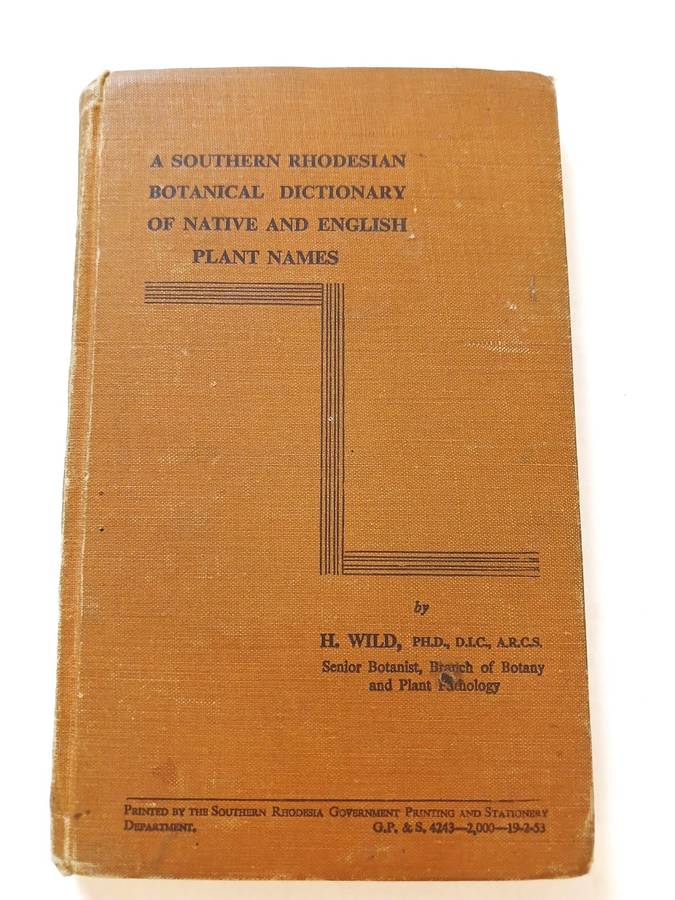 A SOUTHERN RHODESIAN
BOTANICAL DICTIONARY
OF NATIVE AND ENGLISH
PLANT NAMES
by
H. WILD, PH.D., D.I.C., A.R.C.S.
Senior Botanist, Branch of Botany
and Plant Pathology
PRINTED BY THE SOUTHERN RHODESIA GOVERNMENT PRINTING AND STATIONERY
DEPARTMENT. G.P. & S. 4243—2,000—19-2-53